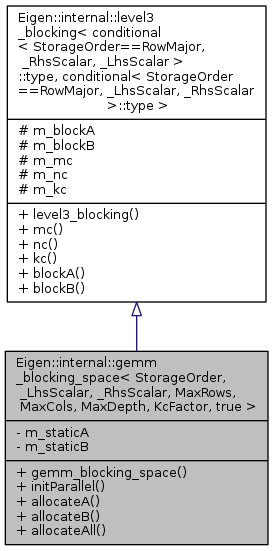 Eigen::internal::level3
_blocking< conditional
< StorageOrder==RowMajor,
_RhsScalar, _LhsScalar >
::type, conditional< StorageOrder
==RowMajor, _LhsScalar, _RhsScalar
>::type >
# m_blockA
# m_blockB
# m_mc
# m_nc
# m_kc
+ level3_blocking()
+ mc()
+ nc()
+ kc()
+ blockA()
+ blockB()
Eigen::internal::gemm
_blocking_space< StorageOrder,
_LhsScalar, _RhsScalar, MaxRows,
MaxCols, MaxDepth, KcFactor, true >
- m_staticA
- m_staticB
+ gemm_blocking_space()
+ initParallel()
+ allocateA()
+ allocateB()
+ allocateAll()